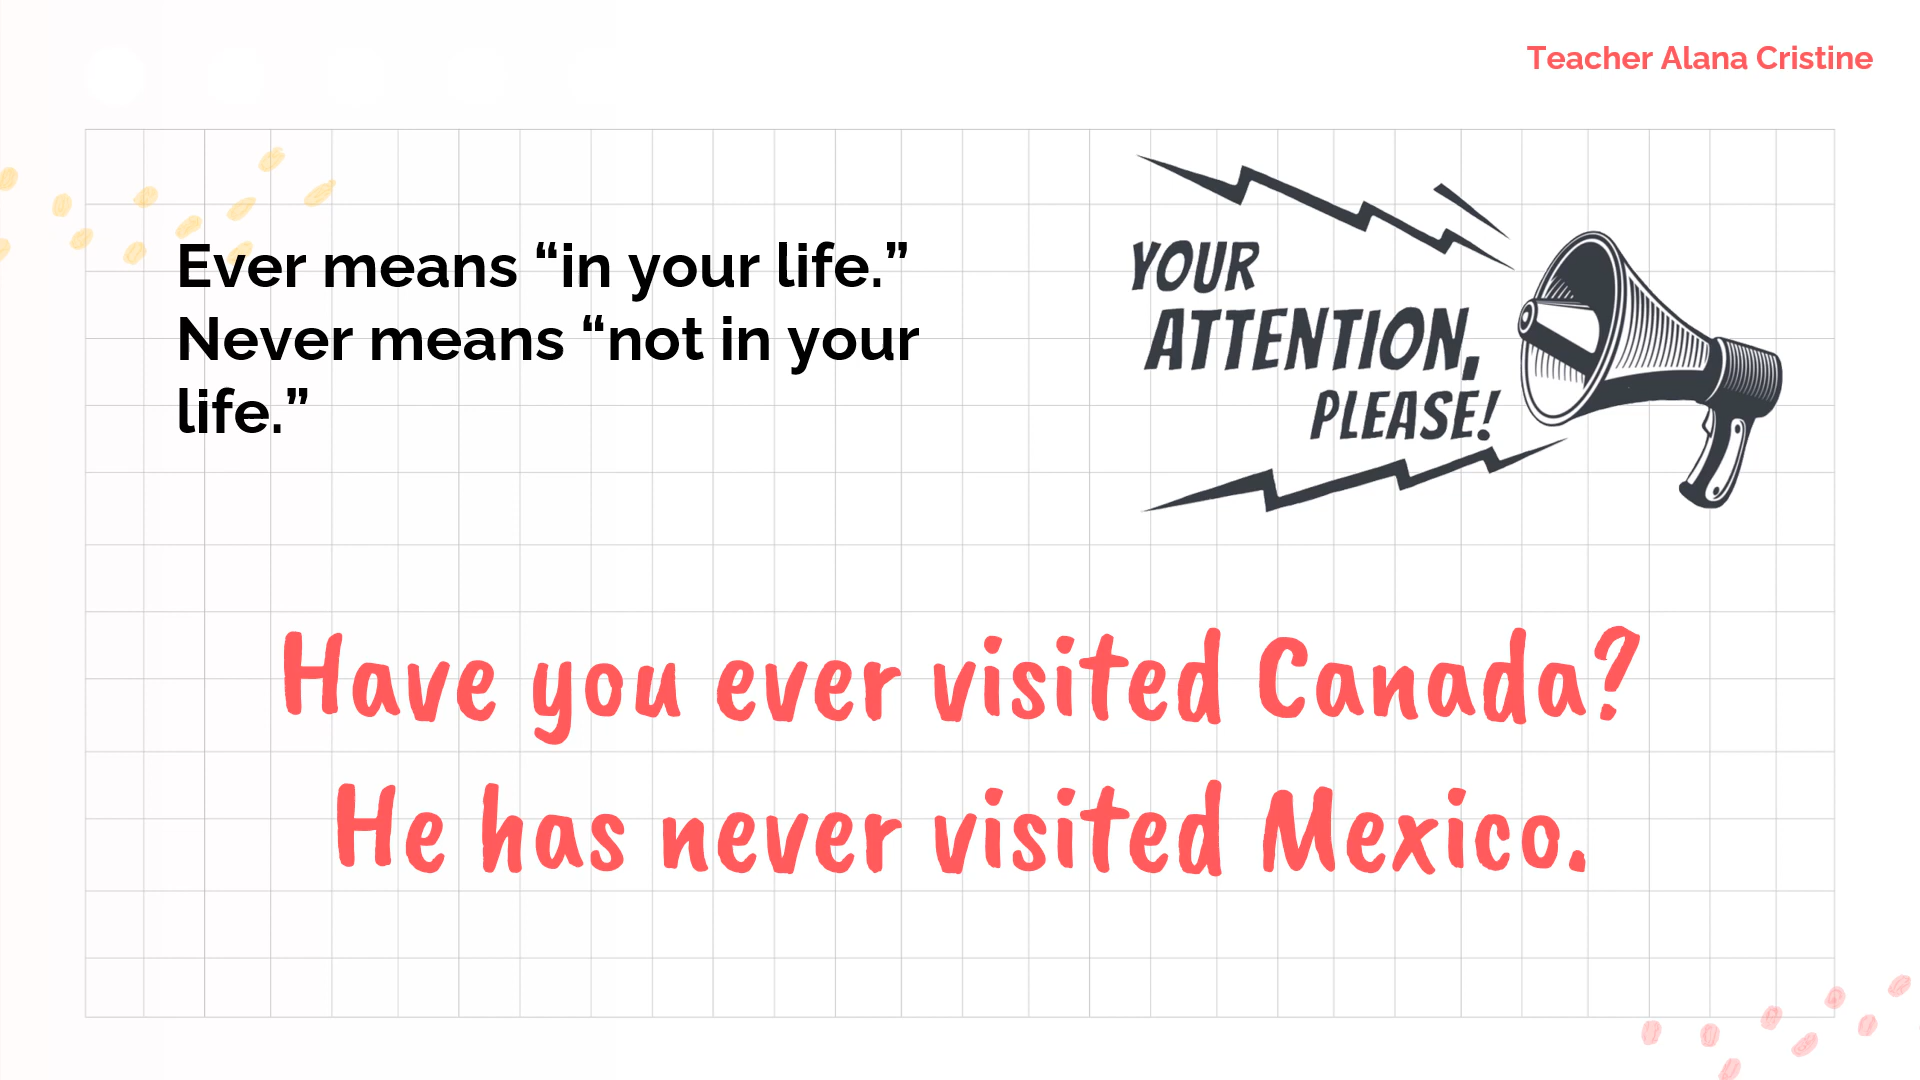 Teacher Alana Cristine
Ever means “in your life.”
Never means “not in your
life.”
YOUR
ATTENTION,
PLEASE!
Have you ever visited Canada?
He has never visited Mexico.